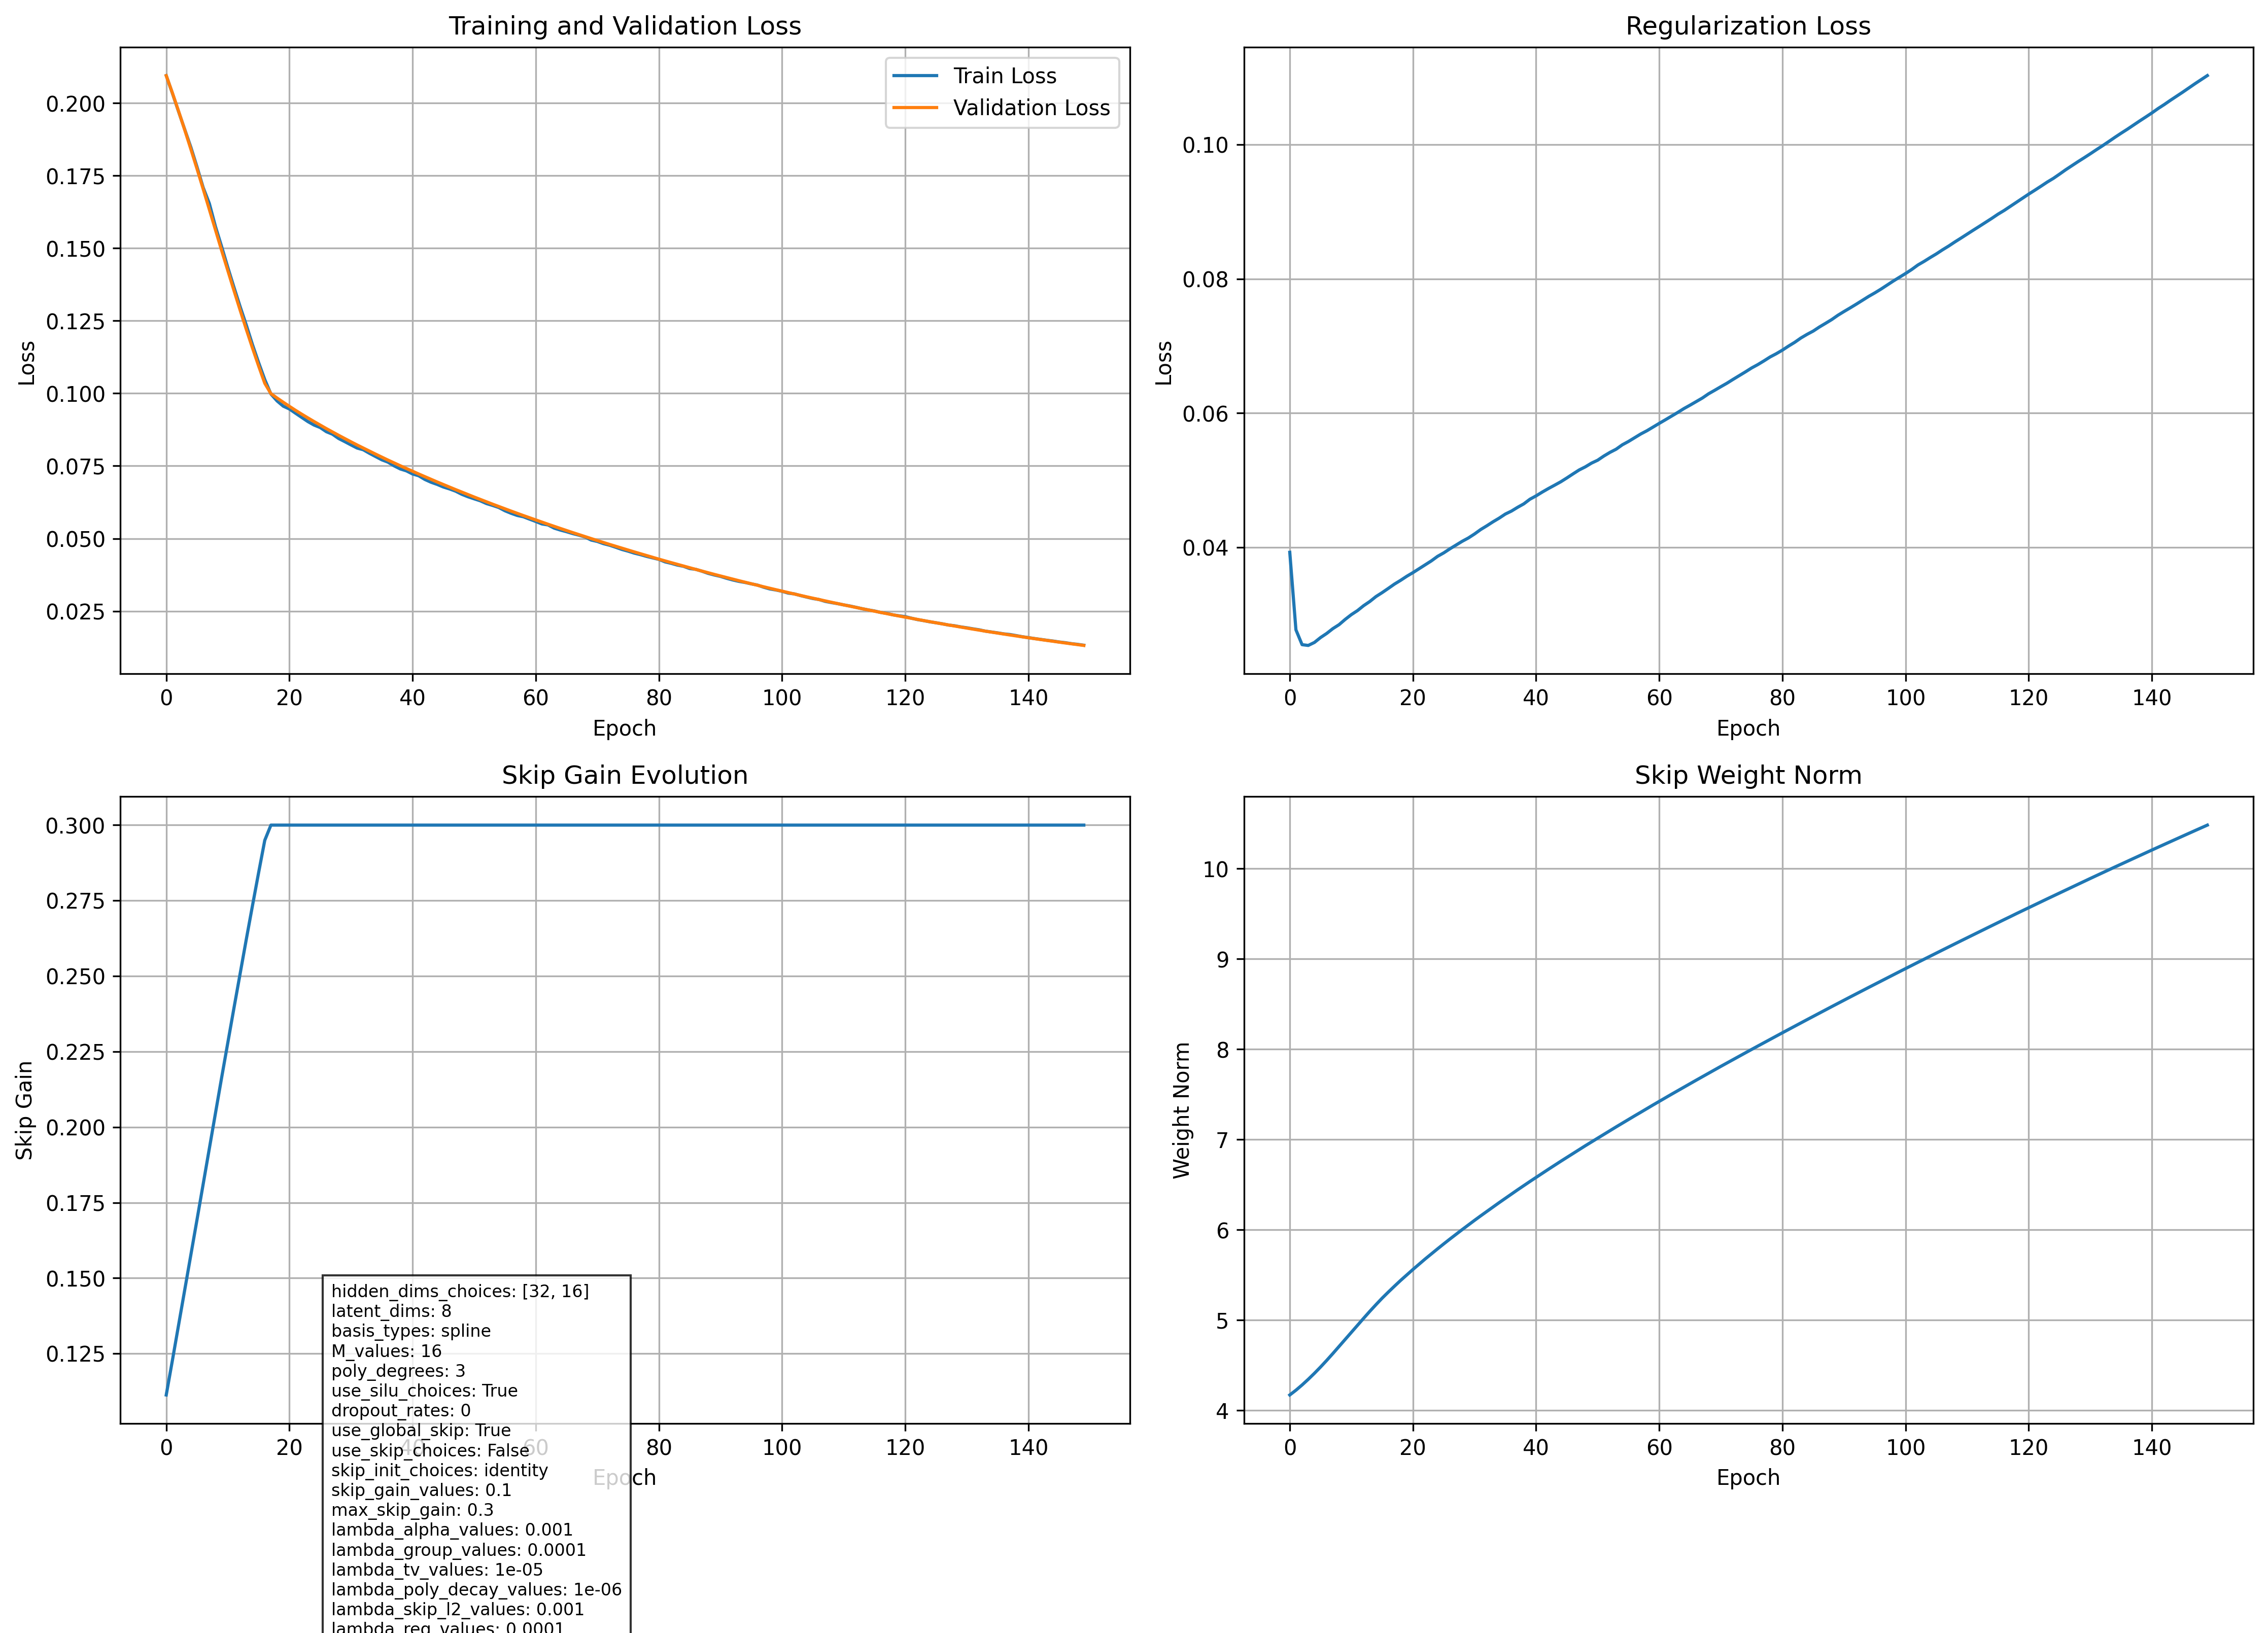 Training and Validation Loss
Train Loss
Validation Loss
0.200
0.175
0.150
0.125
0.100
0.075
0.050
0.025
Loss
0 20 40 60 80 100 120 140
Epoch
Regularization Loss
0.10
0.08
0.06
0.04
Loss
0 20 40 60 80 100 120 140
Epoch
Skip Gain Evolution
0.300
0.275
0.250
0.225
0.200
0.175
0.150
0.125
Skip Gain
0 20 40 60 80 100 120 140
Epoch
hidden_dims_choices: [32, 16]
latent_dims: 8
basis_types: spline
M_values: 16
poly_degrees: 3
use_silu_choices: True
dropout_rates: 0
use_global_skip: True
use_skip_choices: False
skip_init_choices: identity
skip_gain_values: 0.1
max_skip_gain: 0.3
lambda_alpha_values: 0.001
lambda_group_values: 0.0001
lambda_tv_values: 1e-05
lambda_poly_decay_values: 1e-06
lambda_skip_l2_values: 0.001
lambda_reg_values: 0.0001
Skip Weight Norm
10
9
8
7
6
5
4
Weight Norm
0 20 40 60 80 100 120 140
Epoch